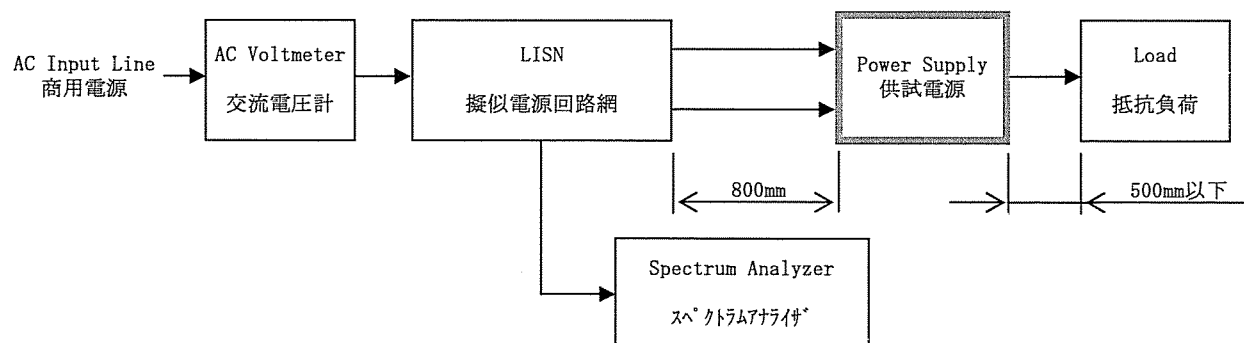 AC Input Line
商用電源
AC Voltmeter
交流電圧計
LISN
擬似電源回路網
Power Supply
供試電源
Load
抵抗負荷
800mm
500mm以下
Spectrum Analyzer
ｽﾍﾟｸﾄﾗﾑｱﾅﾗｲｻﾞ